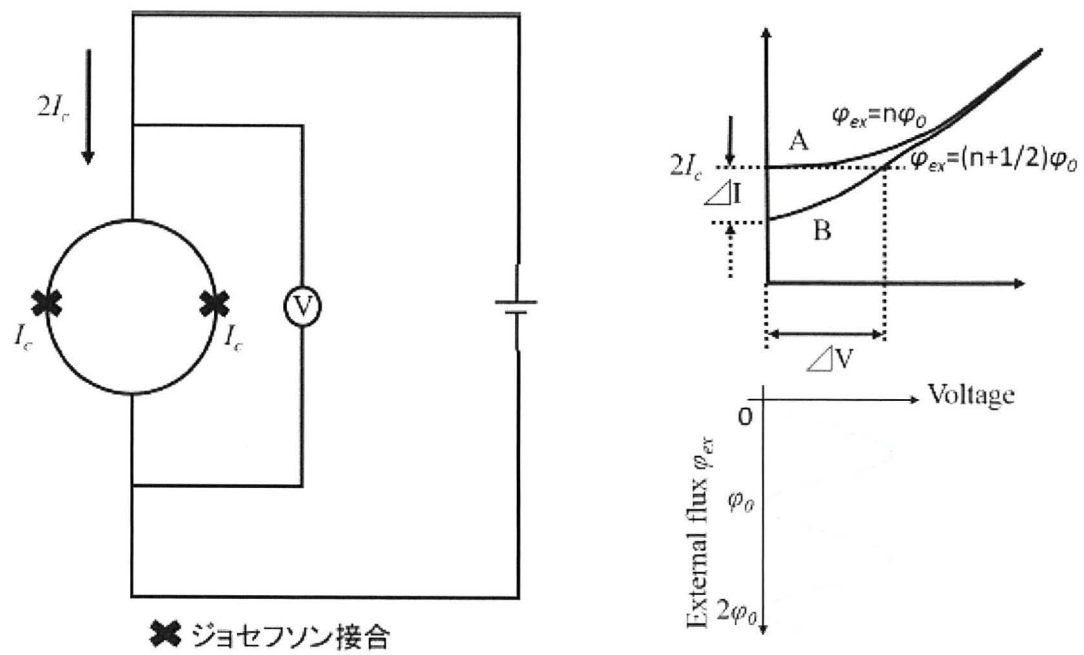 2I_c
I_c
I_c
V
ジョセフソン接合
φ_ex=nφ_0
A
2I_c
φ_ex=(n+1/2)φ_0
⊿I
B
⊿V
Voltage
0
External flux φ_ex
φ_0
2φ_0